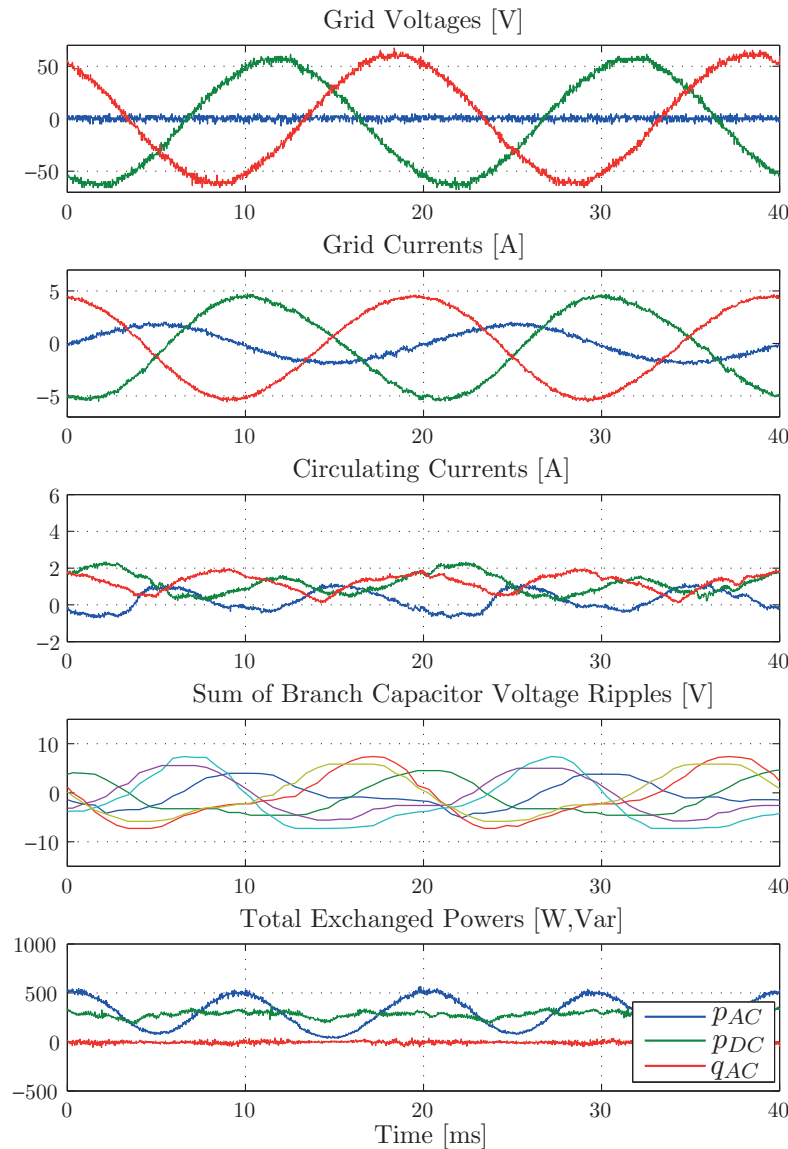 Grid Voltages [V]
50
0
−50
0 10 20 30 40
Grid Currents [A]
5
0
−5
0 10 20 30 40
Circulating Currents [A]
6
4
2
0
−2
0 10 20 30 40
Sum of Branch Capacitor Voltage Ripples [V]
10
0
−10
0 10 20 30 40
Total Exchanged Powers [W,Var]
1000
500
0
−500
p_AC
p_DC
q_AC
0 10 20 30 40
Time [ms]